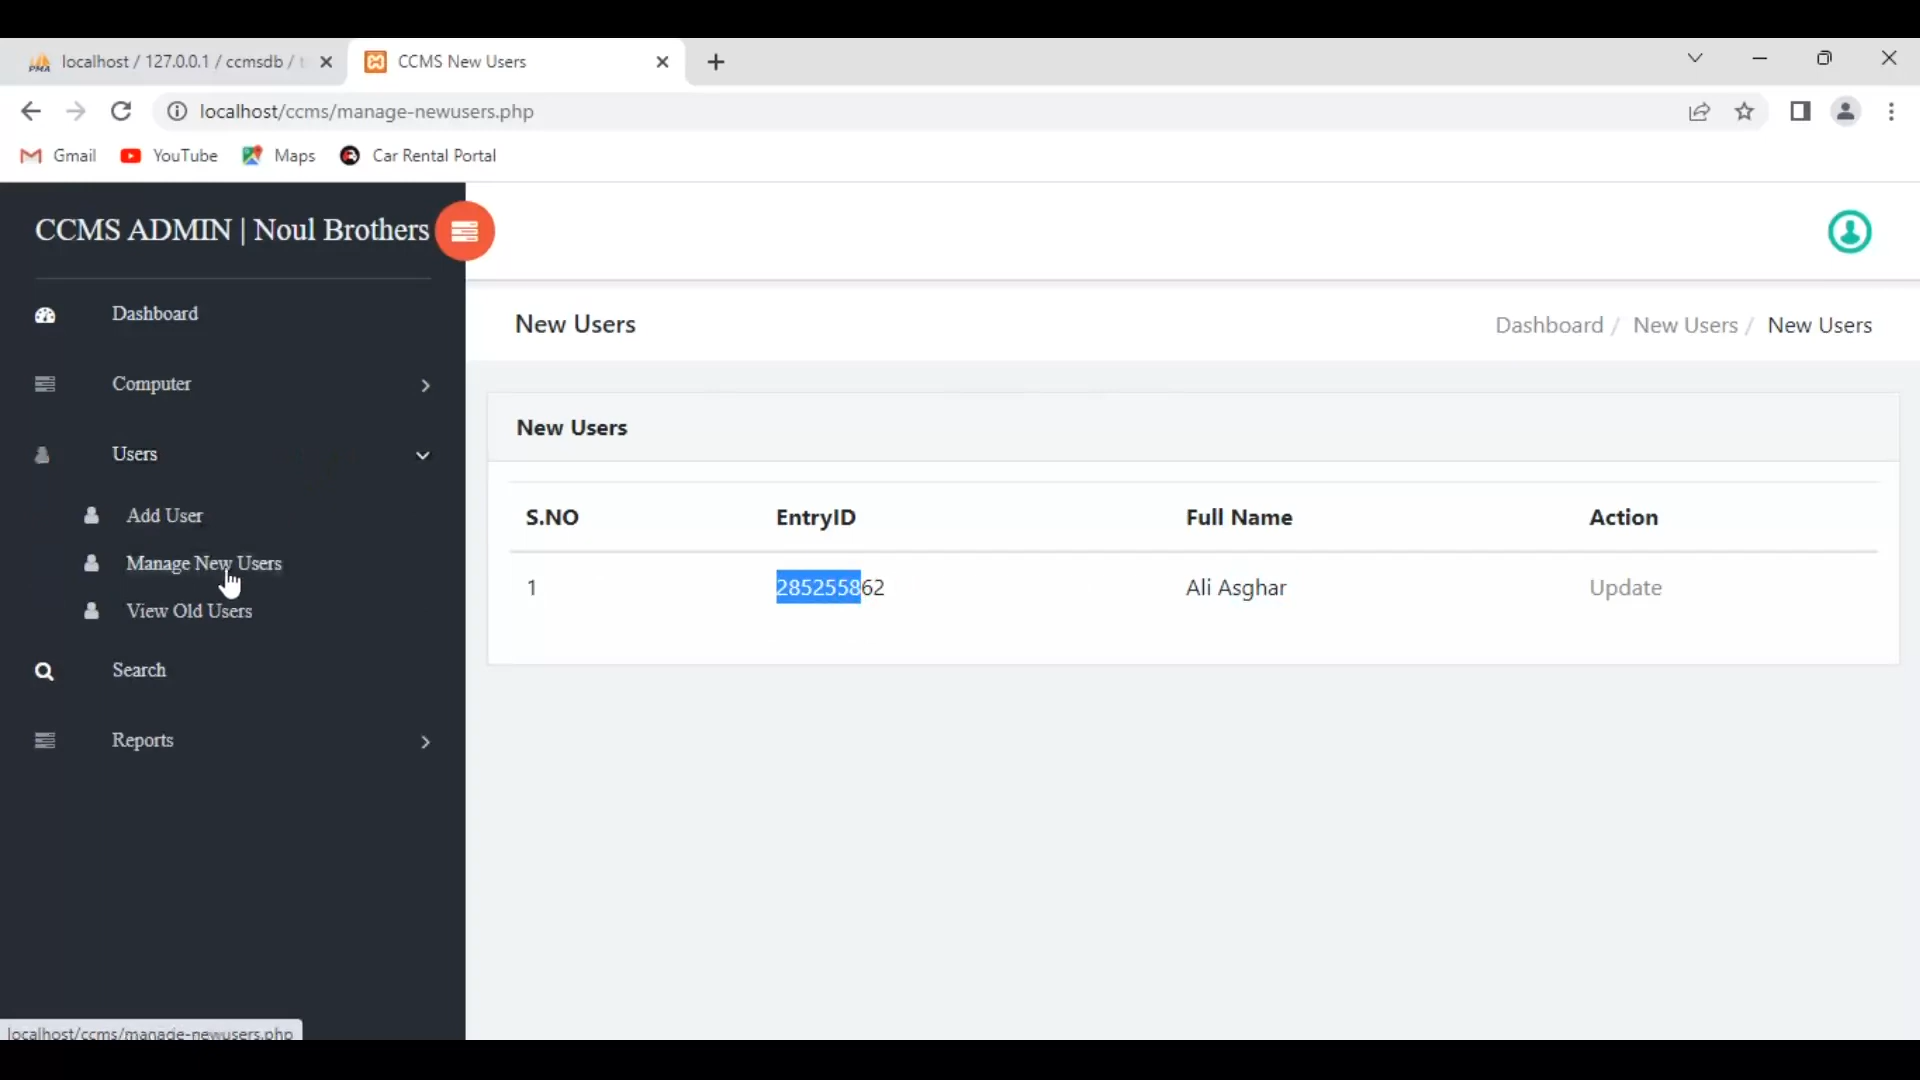 localhost / 127.0.0.1 / ccmsdb /
CCMS New Users
localhost/ccms/manage-newusers.php
Gmail
YouTube
Maps
Car Rental Portal
CCMS ADMIN | Noul Brothers
Dashboard
Computer
Users
Add User
Manage New Users
View Old Users
Search
Reports
New Users
Dashboard / New Users / New Users
New Users
S.NO EntryID Full Name Action
1 285255862 Ali Asghar Update
localhost/ccms/manage-newusers.php